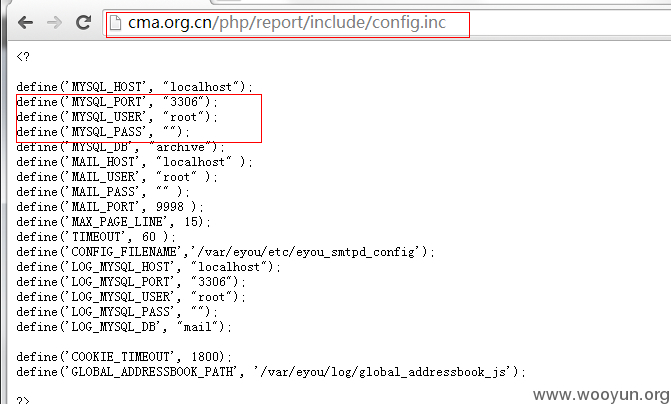 cma.org.cn/php/report/include/config.inc
<?
define('MYSQL_HOST', "localhost");
define('MYSQL_PORT', "3306");
define('MYSQL_USER', "root");
define('MYSQL_PASS', "");
define('MYSQL_DB', "archive");
define('MAIL_HOST', "localhost" );
define('MAIL_USER', "root" );
define('MAIL_PASS', "" );
define('MAIL_PORT', 9998 );
define('MAX_PAGE_LINE', 15);
define('TIMEOUT', 60 );
define('CONFIG_FILENAME','/var/eyou/etc/eyou_smtpd_config');
define('LOG_MYSQL_HOST', "localhost");
define('LOG_MYSQL_PORT', "3306");
define('LOG_MYSQL_USER', "root");
define('LOG_MYSQL_PASS', "");
define('LOG_MYSQL_DB', "mail");
define('COOKIE_TIMEOUT', 1800);
define('GLOBAL_ADDRESSBOOK_PATH', '/var/eyou/log/global_addressbook_js');
?>
www.wooyun.org